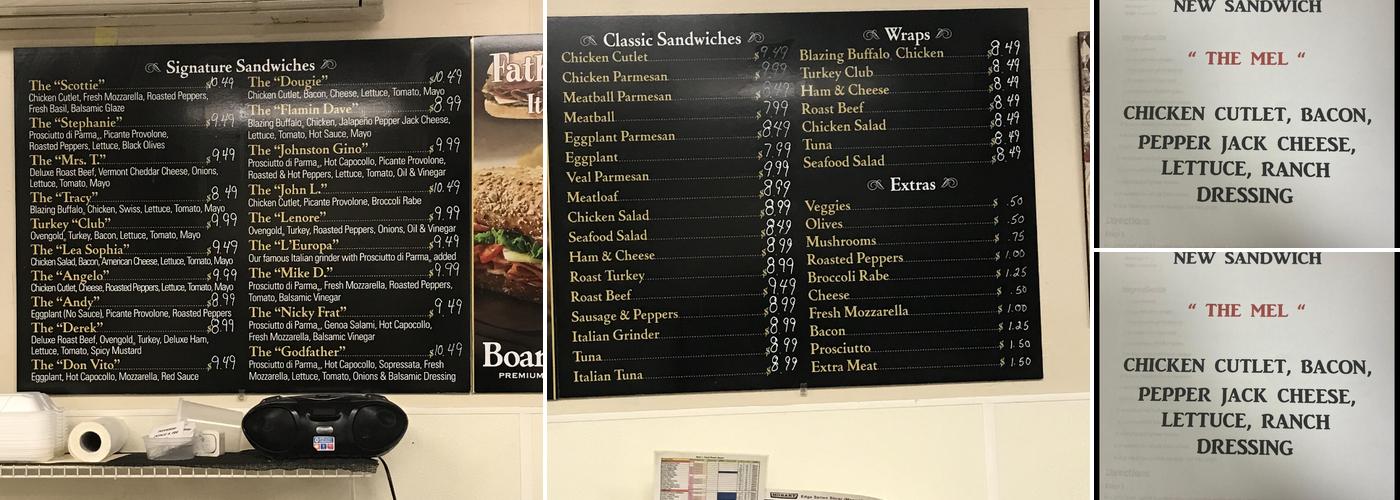 Signature Sandwiches
The “Scottie” $10.49
Chicken Cutlet, Fresh Mozzarella, Roasted Peppers,
Fresh Basil, Balsamic Glaze
The “Stephanie” $9.49
Prosciutto di Parma, Picante Provolone,
Roasted Peppers, Lettuce, Black Olives
The “Mrs. T.” $9.49
Deluxe Roast Beef, Vermont Cheddar Cheese, Onions,
Lettuce, Tomato, Mayo
The “Tracy” $8.49
Blazing Buffalo, Chicken, Swiss, Lettuce, Tomato, Mayo
Turkey “Club” $9.99
Ovengold, Turkey, Bacon, Lettuce, Tomato, Mayo
The “Lea Sophia” $9.49
Chicken Salad, Bacon, American Cheese, Lettuce, Tomato, Mayo
The “Angelo” $9.99
Chicken Cutlet, Cheese, Roasted Peppers, Lettuce, Tomato, Mayo
The “Andy” $8.99
Eggplant (No Sauce), Picante Provolone, Roasted Peppers
The “Derek” $8.99
Deluxe Roast Beef, Ovengold, Turkey, Deluxe Ham,
Lettuce, Tomato, Spicy Mustard
The “Don Vito” $9.49
Eggplant, Hot Capocollo, Mozzarella, Red Sauce
The “Dougie” $10.49
Chicken Cutlet, Bacon, Cheese, Lettuce, Tomato, Mayo
The “Flamin Dave” $8.99
Blazing Buffalo, Chicken, Jalapeño Pepper Jack Cheese,
Lettuce, Tomato, Hot Sauce, Mayo
The “Johnston Gino” $9.99
Prosciutto di Parma, Hot Capocollo, Picante Provolone,
Roasted & Hot Peppers, Lettuce, Tomato, Oil & Vinegar
The “John L.” $10.49
Chicken Cutlet, Picante Provolone, Broccoli Rabe
The “Lenore” $9.99
Ovengold, Turkey, Roasted Peppers, Onions, Oil & Vinegar
The “L’Europa” $9.49
Our famous Italian grinder with Prosciutto di Parma, added
The “Mike D.” $9.99
Prosciutto di Parma, Fresh Mozzarella, Roasted Peppers,
Tomato, Balsamic Vinegar
The “Nicky Frat” $9.49
Prosciutto di Parma, Genoa Salami, Hot Capocollo,
Fresh Mozzarella, Balsamic Vinegar
The “Godfather” $10.49
Prosciutto di Parma, Hot Capocollo, Sopressata, Fresh
Mozzarella, Lettuce, Tomato, Onions & Balsamic Dressing
Fath
It
Boar
PREMIUM
Classic Sandwiches
Chicken Cutlet $9.49
Chicken Parmesan $9.99
Meatball Parmesan $8.49
Meatball $7.99
Eggplant Parmesan $8.49
Eggplant $7.99
Veal Parmesan $9.99
Meatloaf $8.99
Chicken Salad $8.99
Seafood Salad $8.49
Ham & Cheese $8.99
Roast Turkey $8.99
Roast Beef $9.49
Sausage & Peppers $8.99
Italian Grinder $8.99
Tuna $8.99
Italian Tuna $8.99
Wraps
Blazing Buffalo Chicken $8.49
Turkey Club $8.49
Ham & Cheese $8.49
Roast Beef $8.49
Chicken Salad $8.49
Tuna $8.49
Seafood Salad $8.49
Extras
Veggies $ .50
Olives $ .50
Mushrooms $ .75
Roasted Peppers $ 1.00
Broccoli Rabe $ 1.25
Cheese $ .50
Fresh Mozzarella $ 1.00
Bacon $ 1.25
Prosciutto $ 1.50
Extra Meat $ 1.50
HOBART
NEW SANDWICH
“ THE MEL “
CHICKEN CUTLET, BACON,
PEPPER JACK CHEESE,
LETTUCE, RANCH
DRESSING
NEW SANDWICH
“ THE MEL “
CHICKEN CUTLET, BACON,
PEPPER JACK CHEESE,
LETTUCE, RANCH
DRESSING